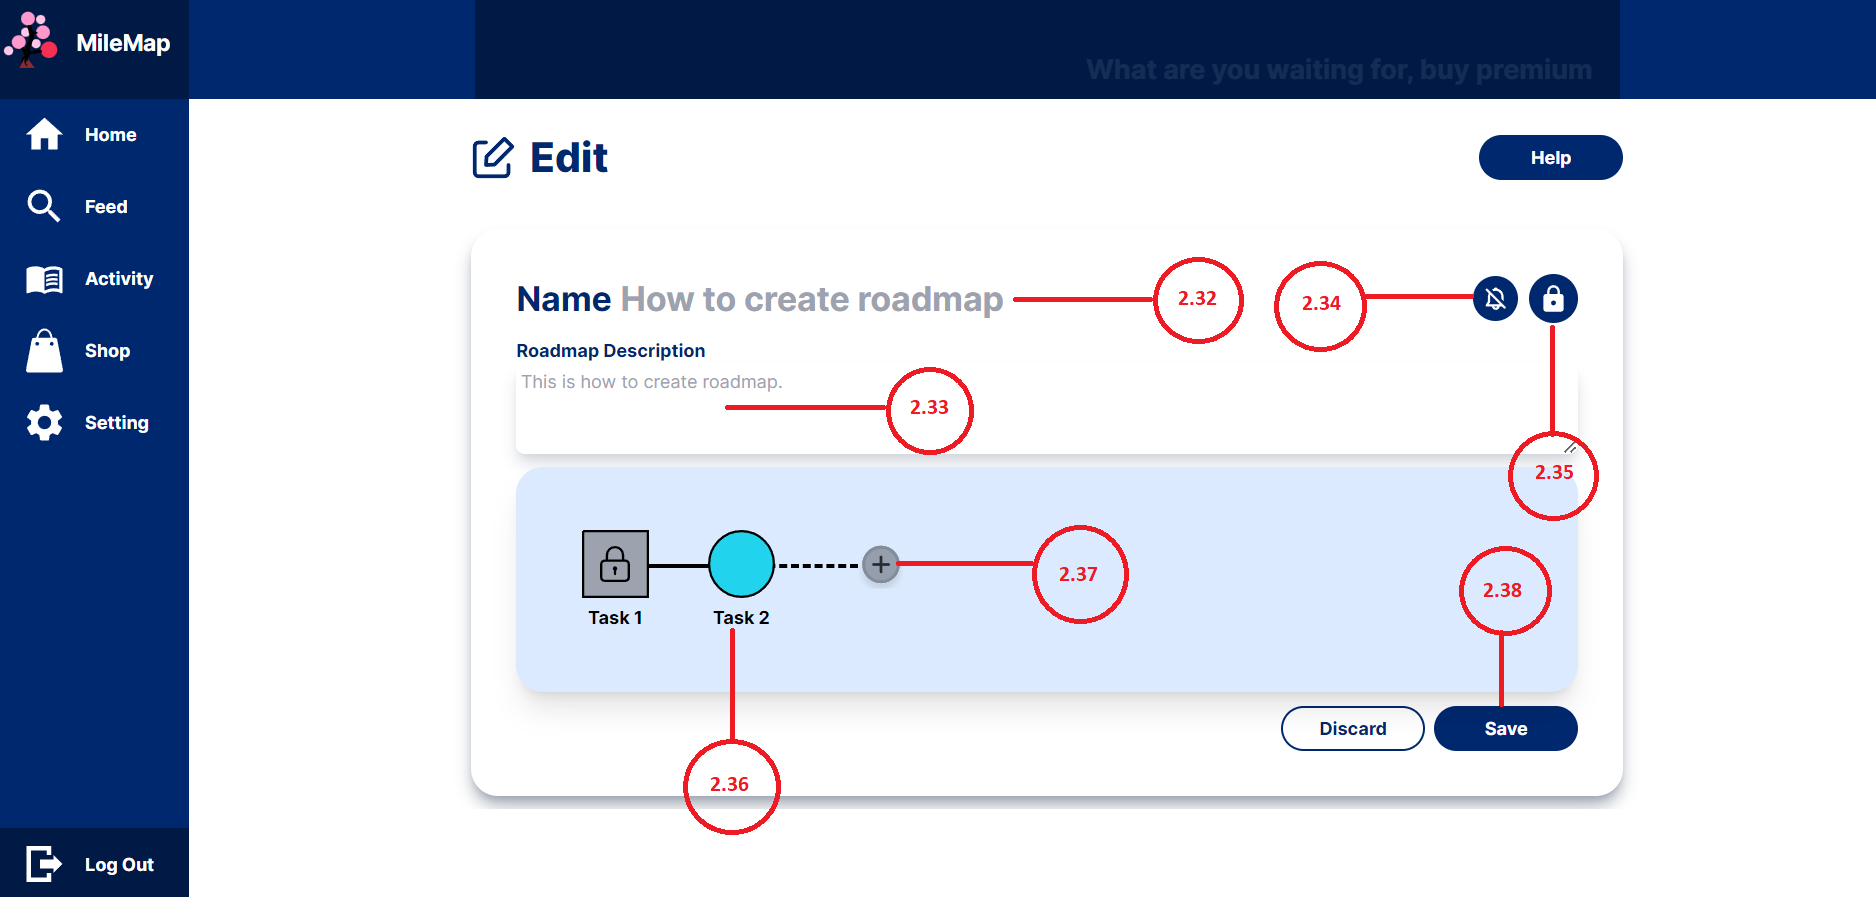 MileMap
What are you waiting for, buy premium
Home
Feed
Activity
Shop
Setting
Log Out
Edit
Help
Name How to create roadmap
2.32
2.34
Roadmap Description
This is how to create roadmap.
2.33
2.35
2.37
2.38
Task 1
Task 2
Discard
Save
2.36